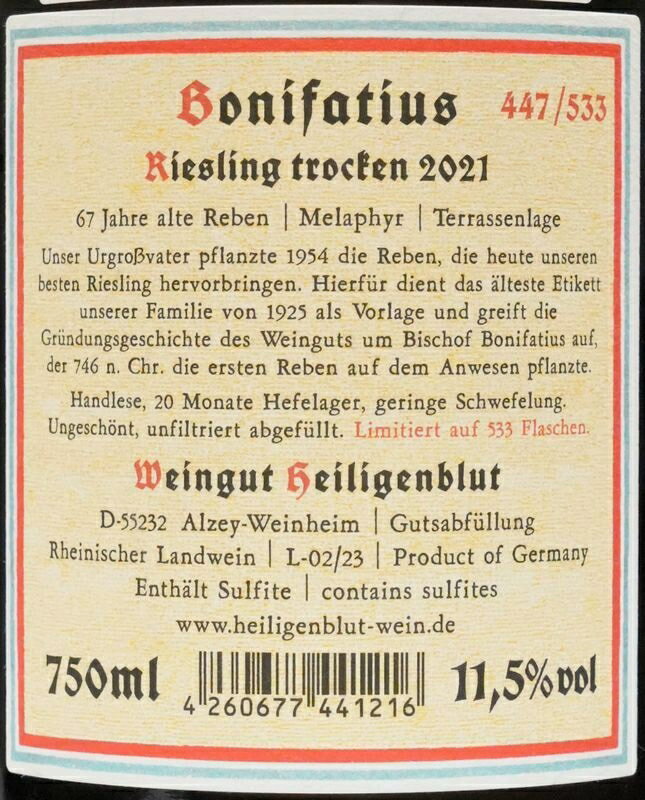 Bonifatius 447/533
Riesling trocken 2021
67 Jahre alte Reben | Melaphyr | Terrassenlage
Unser Urgroßvater pflanzte 1954 die Reben, die heute unseren
besten Riesling hervorbringen. Hierfür dient das älteste Etikett
unserer Familie von 1925 als Vorlage und greift die
Gründungsgeschichte des Weinguts um Bischof Bonifatius auf,
der 746 n. Chr. die ersten Reben auf dem Anwesen pflanzte.
Handlese, 20 Monate Hefelager, geringe Schwefelung.
Ungeschönt, unfiltriert abgefüllt. Limitiert auf 533 Flaschen.
Weingut Heiligenblut
D-55232 Alzey-Weinheim | Gutsabfüllung
Rheinischer Landwein | L-02/23 | Product of Germany
Enthält Sulfite | contains sulfites
www.heiligenblut-wein.de
750ml 11,5%vol
4 260677 441216